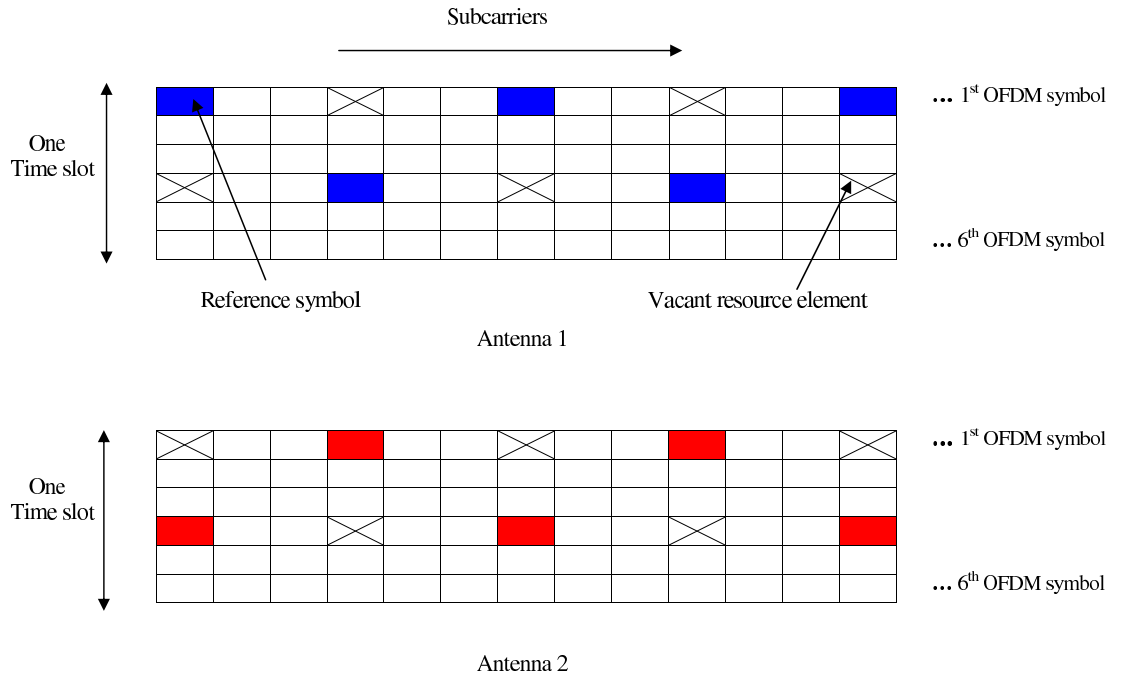 Subcarriers
... 1st OFDM symbol
One
Time slot
... 6th OFDM symbol
Reference symbol
Vacant resource element
Antenna 1
... 1st OFDM symbol
One
Time slot
... 6th OFDM symbol
Antenna 2